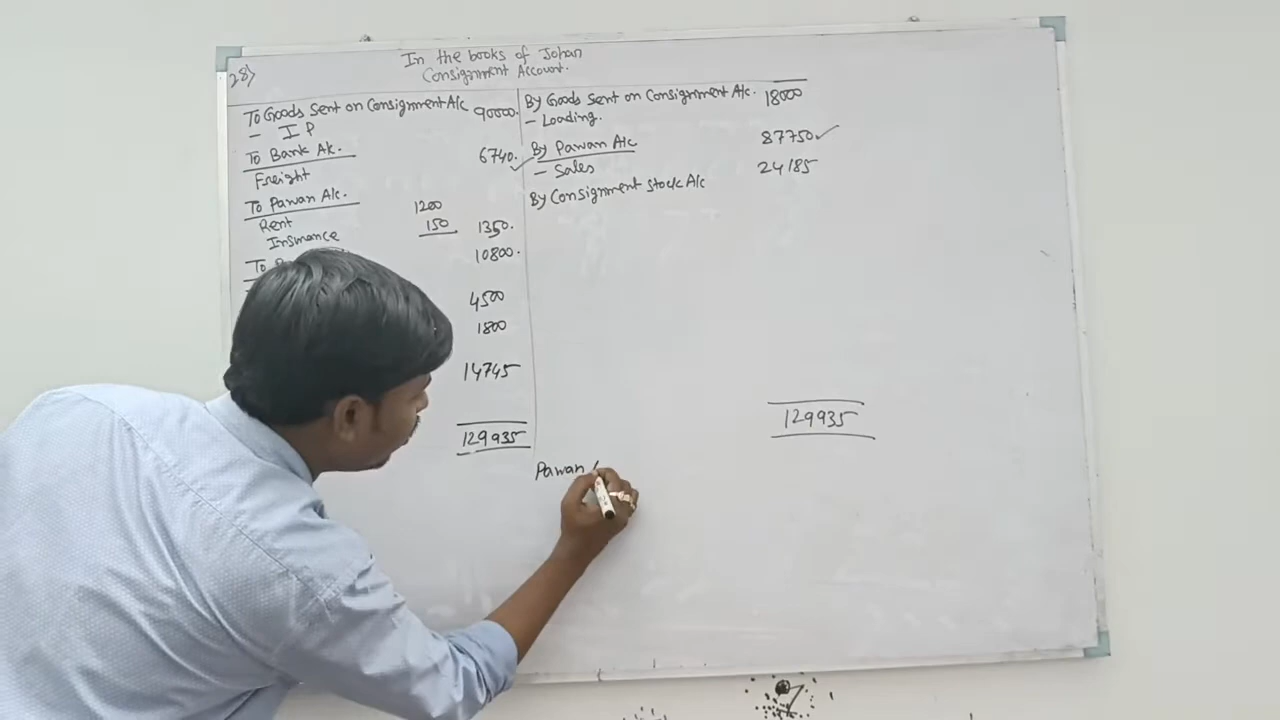 28)
In the books of Johan
Consignment Account.
To Goods Sent on Consignment A/c 90000.
- I P
To Bank Ak. 6740.
Freight
To Pawan A/c.
Rent 1200
Insurance 150 1350.
To 10800.
4500
1800
14745
129935
By Goods Sent on Consignment A/c. 18000
- Loading.
By Pawan A/c 87750 ✓
- Sales
By Consignment Stock A/c 24185
129935
Pawan